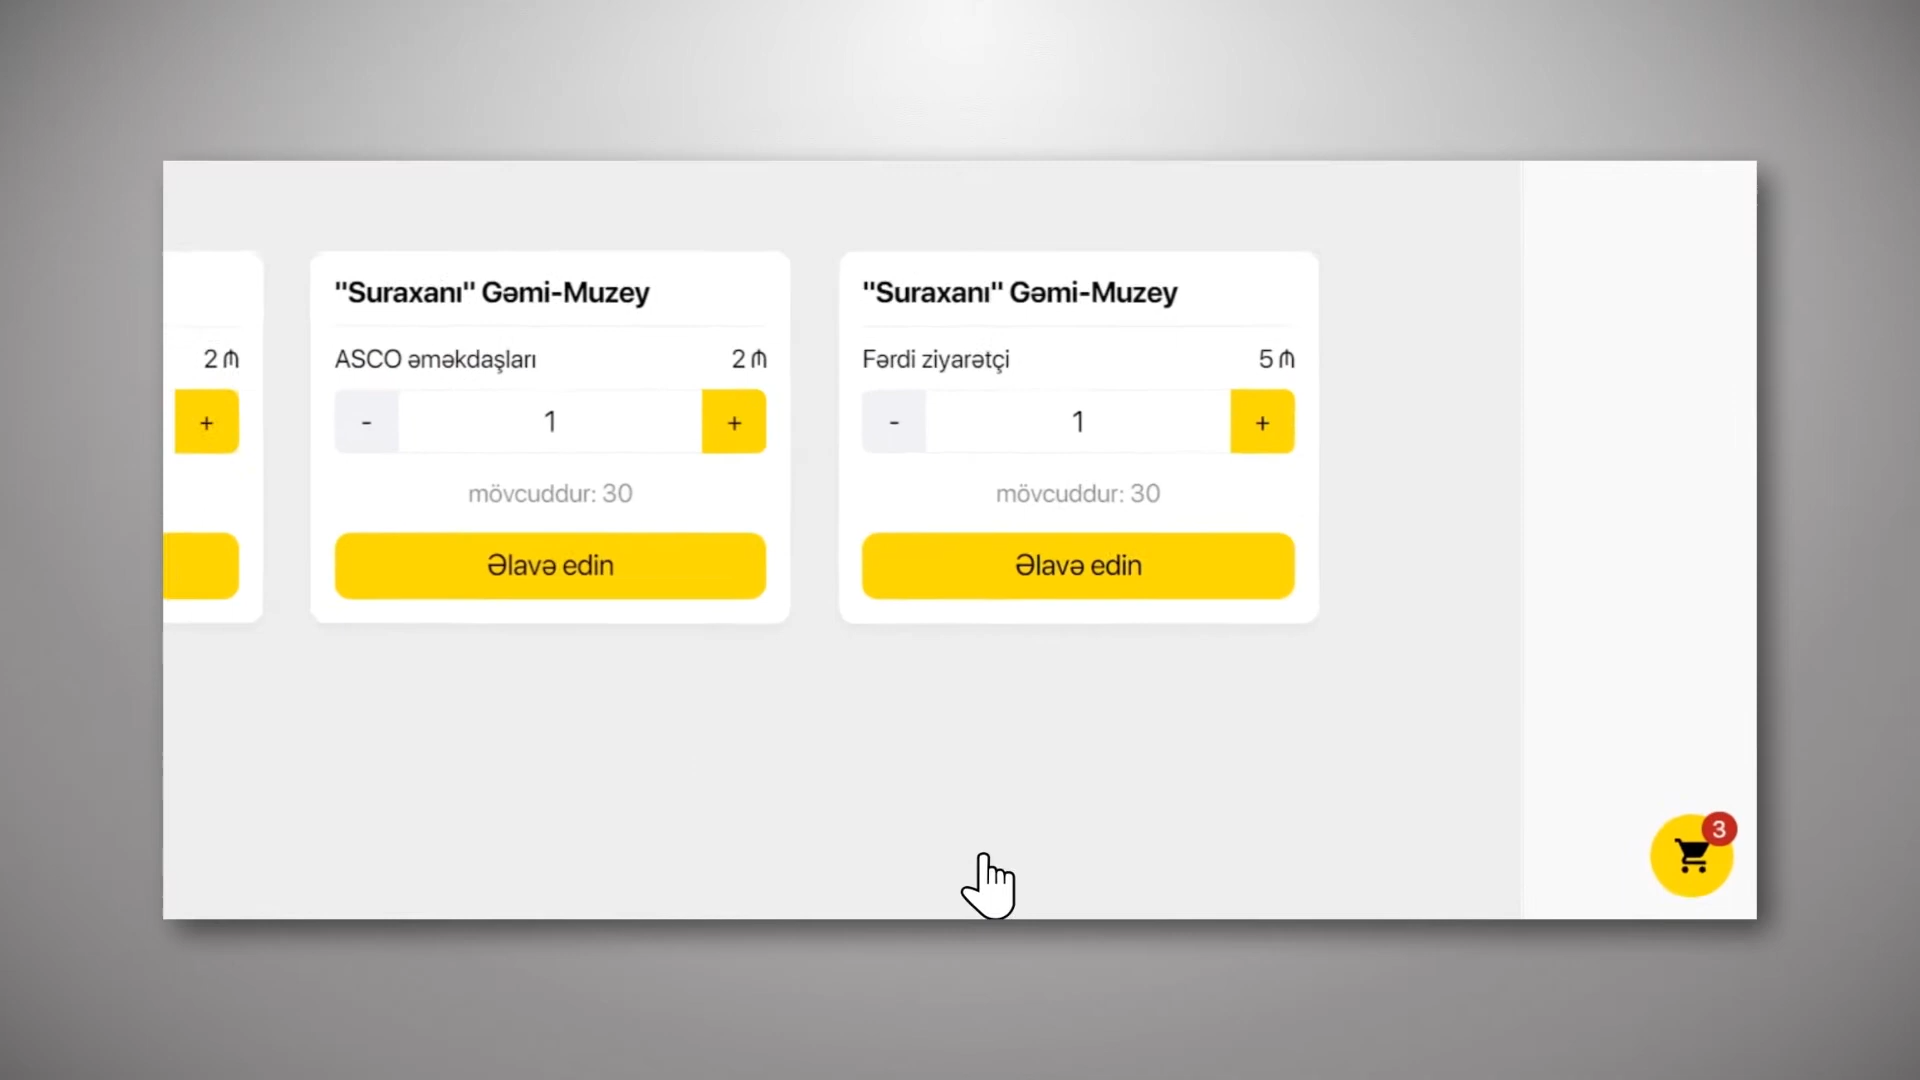 2 ₼
+
"Suraxanı" Gəmi-Muzey
ASCO əməkdaşları 2 ₼
- 1 +
mövcuddur: 30
Əlavə edin
"Suraxanı" Gəmi-Muzey
Fərdi ziyarətçi 5 ₼
- 1 +
mövcuddur: 30
Əlavə edin
3